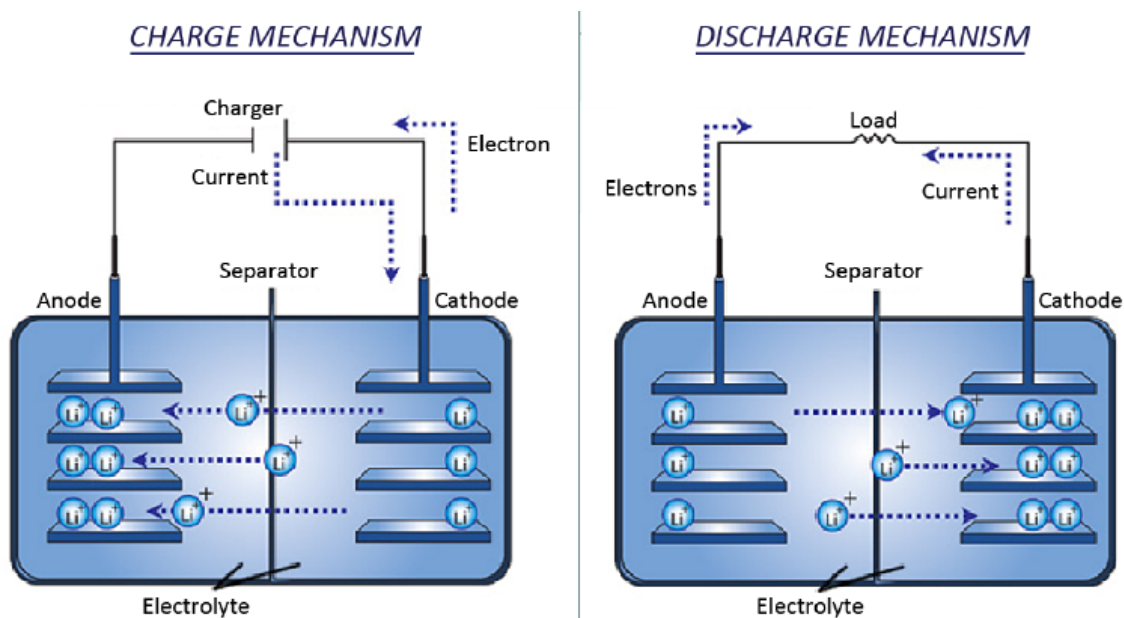 CHARGE MECHANISM
Charger
Electron
Current
Separator
Anode
Cathode
Li+ Li+ Li+ Li+
Li+ Li+ Li+ Li+
Li+ Li+ Li+ Li+
Electrolyte
DISCHARGE MECHANISM
Load
Electrons
Current
Separator
Anode
Cathode
Li+ Li+ Li+ Li+
Li+ Li+ Li+ Li+
Li+ Li+ Li+ Li+
Electrolyte